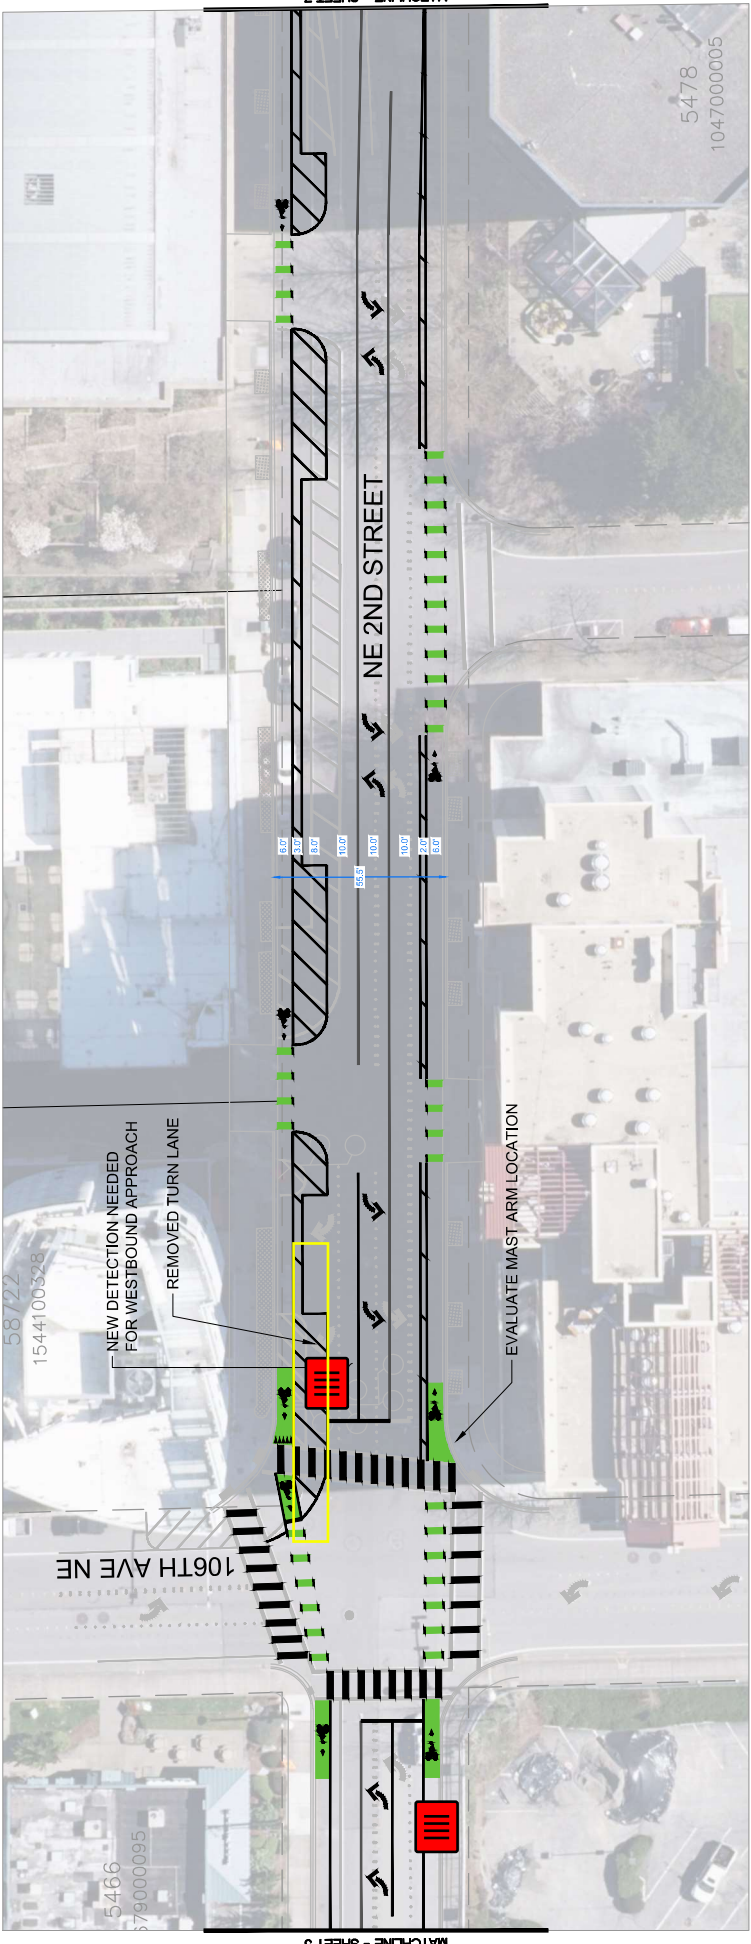 5478
1047000005
NE 2ND STREET
6.0'
3.0'
8.0'
10.0'
10.0'
10.0'
2.0'
6.0'
55.5'
NEW DETECTION NEEDED
FOR WESTBOUND APPROACH
REMOVED TURN LANE
EVALUATE MAST ARM LOCATION
58722
1544100328
106TH AVE NE
5466
579000095